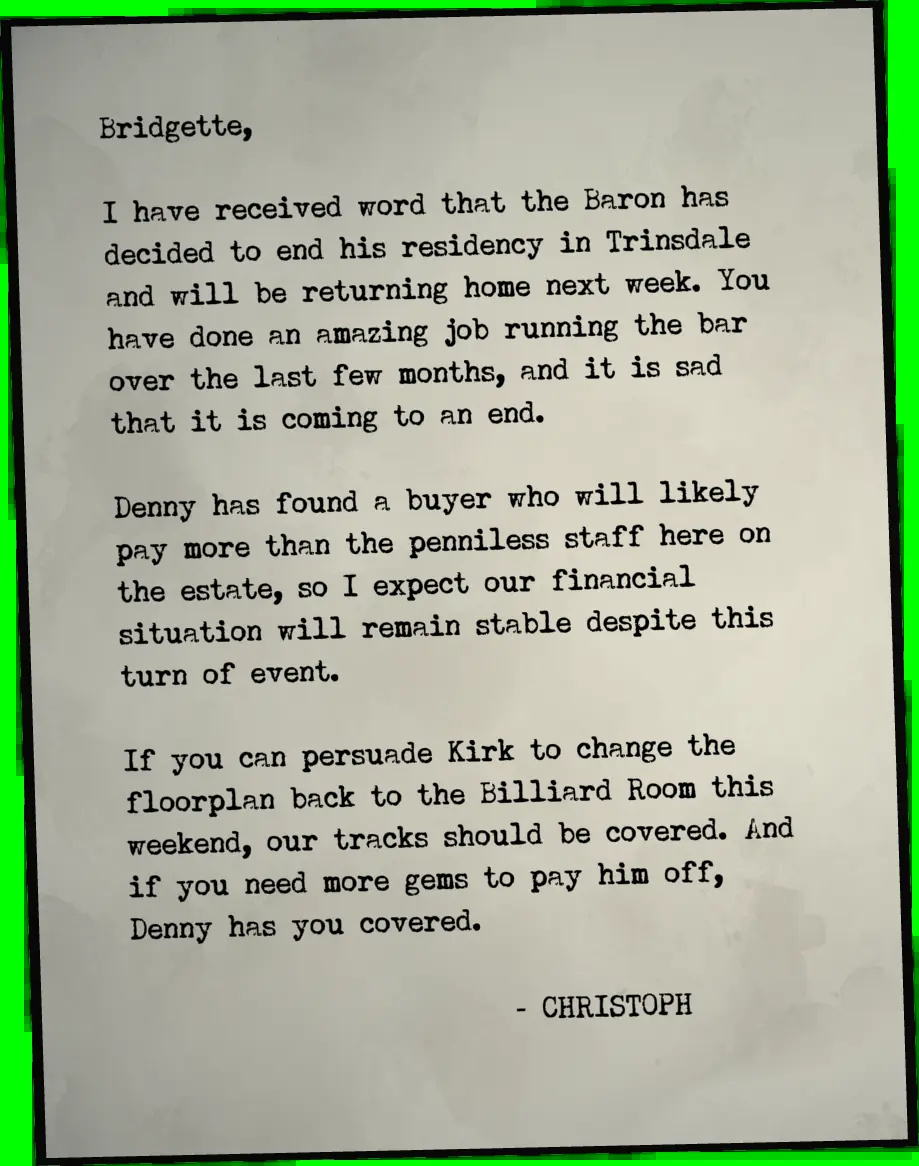 Bridgette,
I have received word that the Baron has
decided to end his residency in Trinsdale
and will be returning home next week. You
have done an amazing job running the bar
over the last few months, and it is sad
that it is coming to an end.
Denny has found a buyer who will likely
pay more than the penniless staff here on
the estate, so I expect our financial
situation will remain stable despite this
turn of event.
If you can persuade Kirk to change the
floorplan back to the Billiard Room this
weekend, our tracks should be covered. And
if you need more gems to pay him off,
Denny has you covered.
- CHRISTOPH